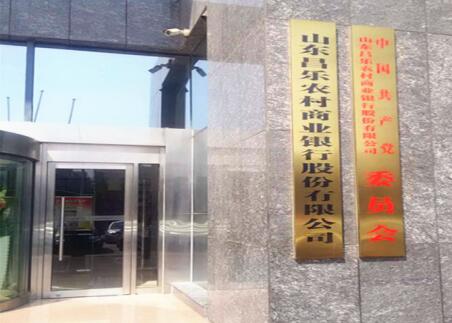 山东昌乐农村商业银行股份有限公司
中国共产党
山东昌乐农村商业银行股份有限公司
委员会